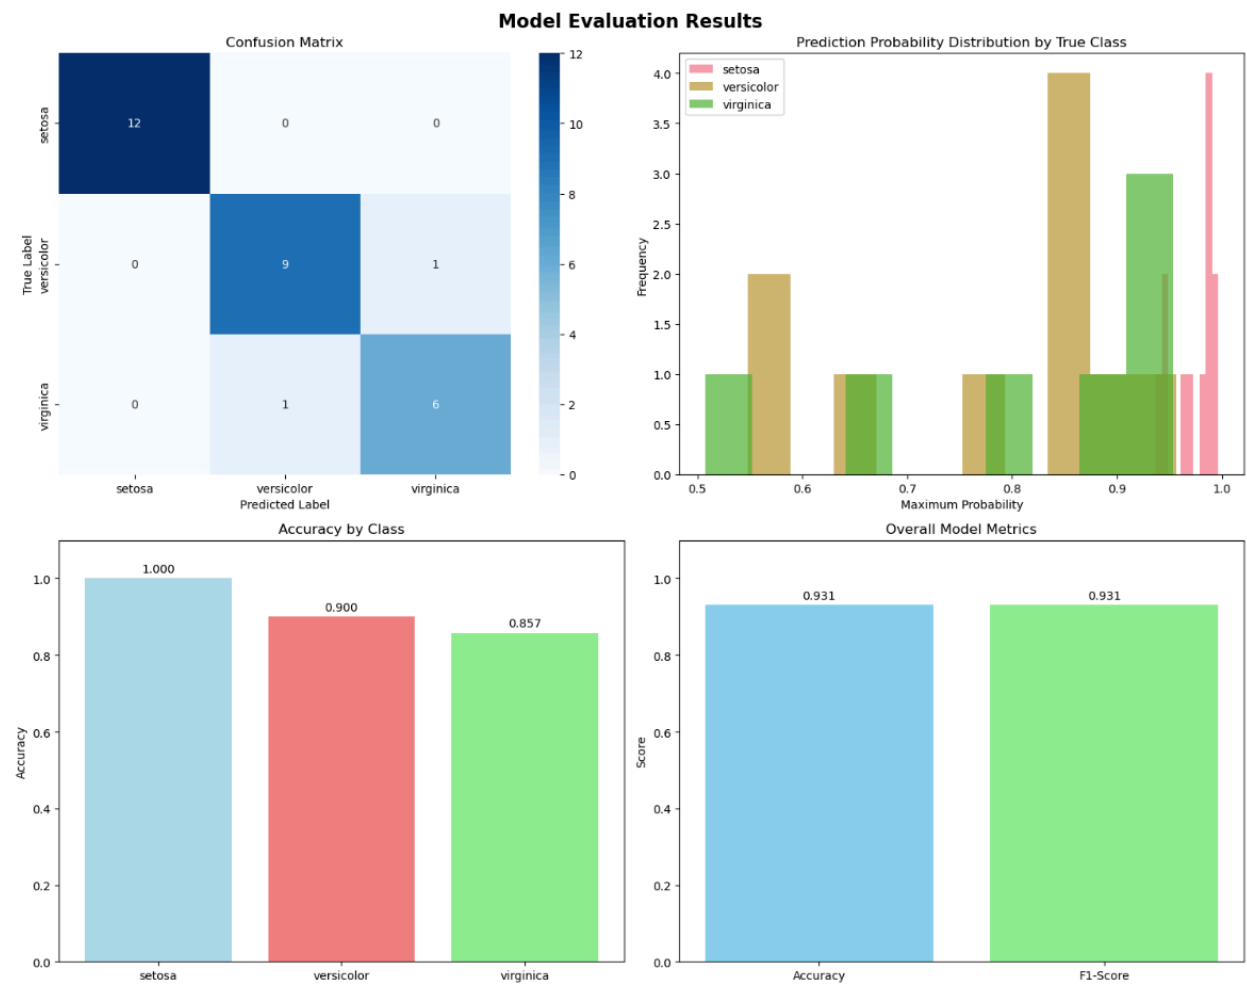 Model Evaluation Results
Confusion Matrix
setosa
versicolor
virginica
True Label
12 0 0
0 9 1
0 1 6
setosa versicolor virginica
Predicted Label
12
10
8
6
4
2
0
Prediction Probability Distribution by True Class
setosa
versicolor
virginica
Frequency
4.0
3.5
3.0
2.5
2.0
1.5
1.0
0.5
0.0
0.5 0.6 0.7 0.8 0.9 1.0
Maximum Probability
Accuracy by Class
Accuracy
1.0
0.8
0.6
0.4
0.2
0.0
1.000
0.900
0.857
setosa versicolor virginica
Overall Model Metrics
Score
1.0
0.8
0.6
0.4
0.2
0.0
0.931 0.931
Accuracy F1-Score